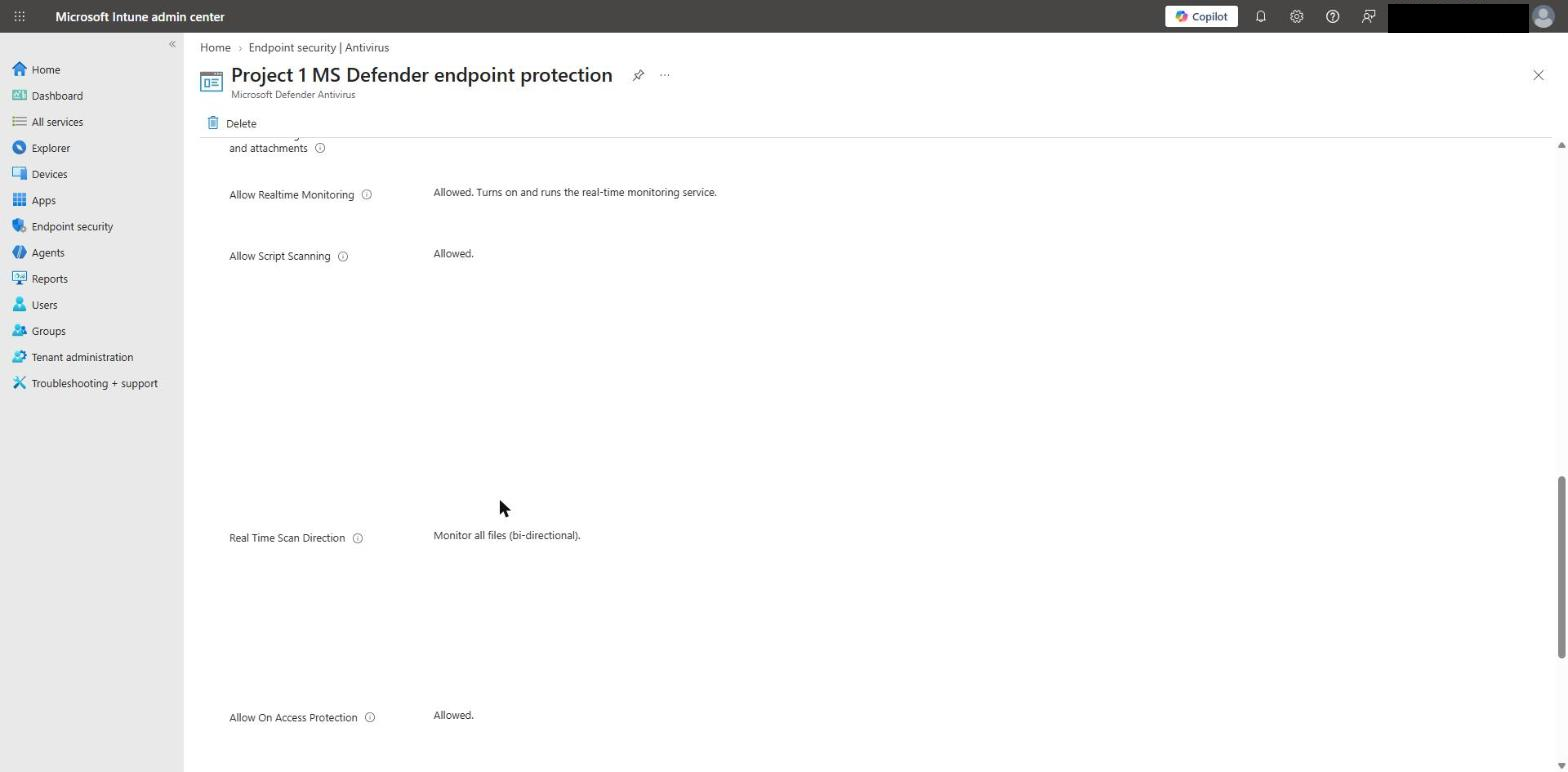 Microsoft Intune admin center
Copilot
Home › Endpoint security | Antivirus
Project 1 MS Defender endpoint protection
Microsoft Defender Antivirus
Delete
Home
Dashboard
All services
Explorer
Devices
Apps
Endpoint security
Agents
Reports
Users
Groups
Tenant administration
Troubleshooting + support
and attachments
Allow Realtime Monitoring Allowed. Turns on and runs the real-time monitoring service.
Allow Script Scanning Allowed.
Real Time Scan Direction Monitor all files (bi-directional).
Allow On Access Protection Allowed.